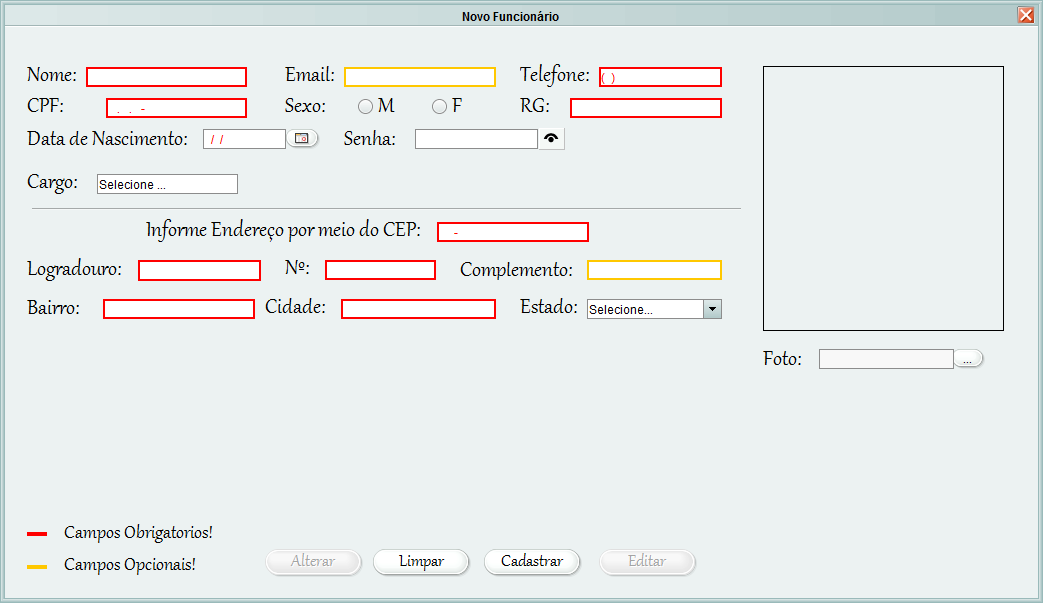 Novo Funcionário
Nome: Email: Telefone: ( )
CPF: . . - Sexo: M F RG:
Data de Nascimento: / / Senha:
Cargo: Selecione ...
Informe Endereço por meio do CEP: -
Logradouro: Nº: Complemento:
Bairro: Cidade: Estado: Selecione...
Foto: ...
Campos Obrigatorios!
Campos Opcionais!
Alterar Limpar Cadastrar Editar